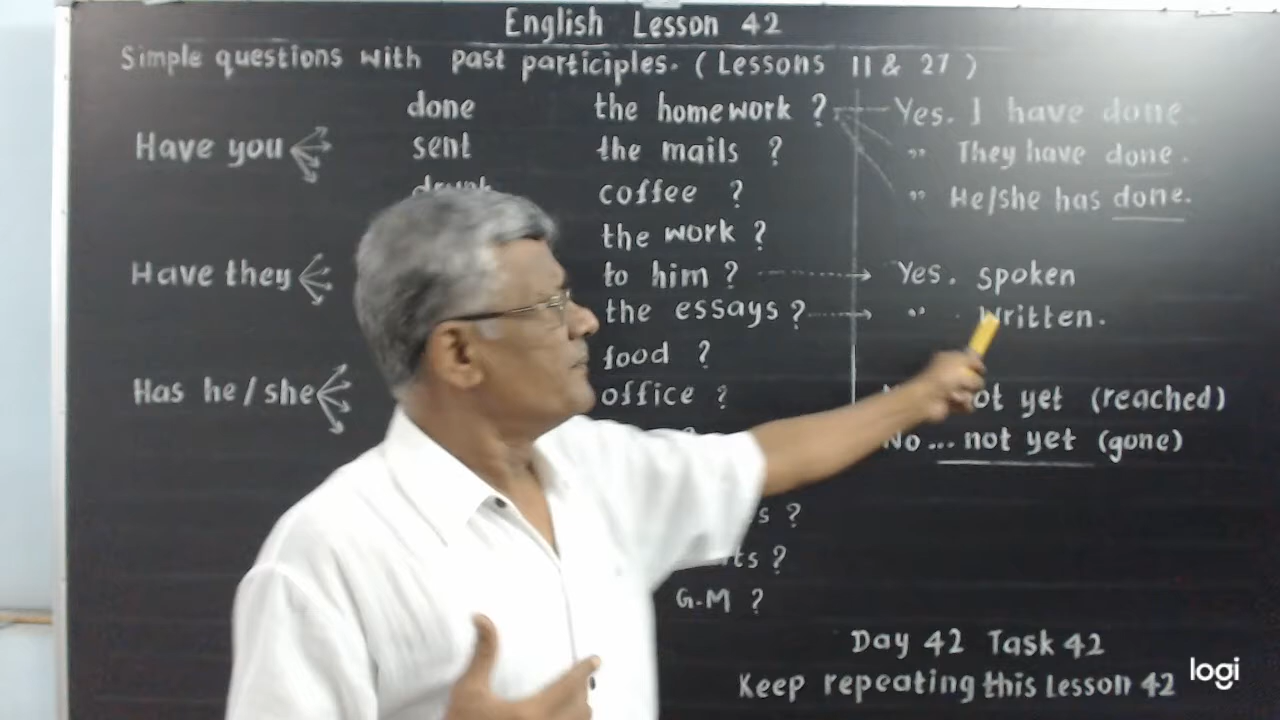 English Lesson 42
Simple questions with past participles. (Lessons 11 & 27)
done the homework ? Yes. I have done.
Have you sent the mails ? " They have done.
coffee ? " He/she has done.
the work ?
Have they to him ? Yes. spoken
the essays ? " written.
food ?
Has he/she office ? not yet (reached)
No... not yet (gone)
G.M ?
Day 42 Task 42
Keep repeating this Lesson 42
logi